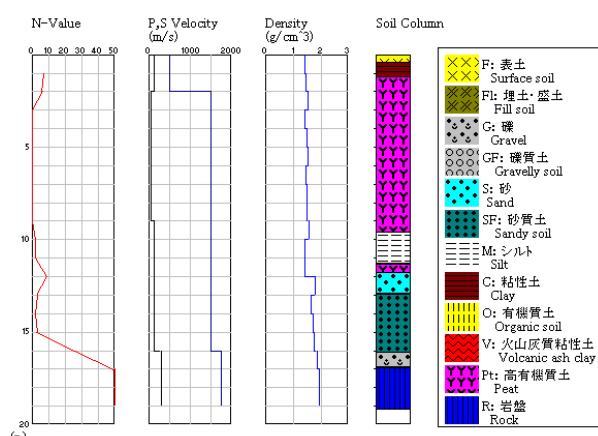 N-Value
P,S Velocity
(m/s)
Density
(g/cm^3)
Soil Column
0
10
20
30
40
50
0
1000
2000
0
1
2
3
5
10
15
20
(m)
F: 表土
Surface soil
Fl: 埋土・盛土
Fill soil
G: 礫
Gravel
GF: 礫質土
Gravelly soil
S: 砂
Sand
SF: 砂質土
Sandy soil
M: シルト
Silt
C: 粘性土
Clay
O: 有機質土
Organic soil
V: 火山灰質粘性土
Volcanic ash clay
Pt: 高有機質土
Peat
R: 岩盤
Rock